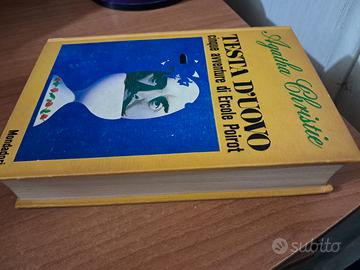 Agatha Christie
TESTA D'UOVO
cinque avventure di Ercole Poirot
Mondadori
subito